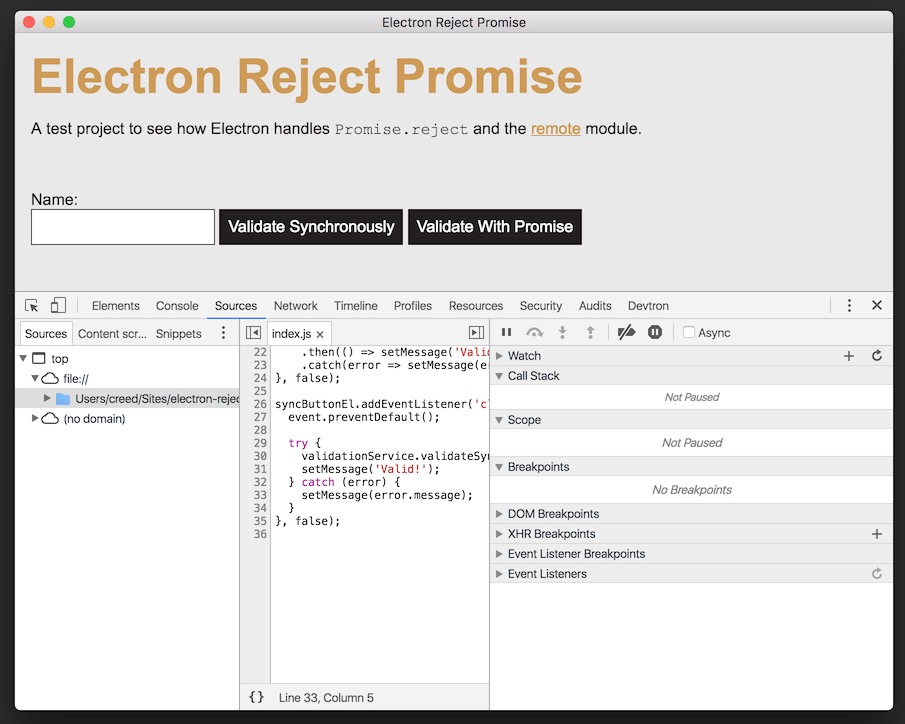 Electron Reject Promise
Electron Reject Promise
A test project to see how Electron handles Promise.reject and the remote module.
Name:
Validate Synchronously Validate With Promise
Elements Console Sources Network Timeline Profiles Resources Security Audits Devtron
Sources Content scr... Snippets
index.js
Async
top
file://
Users/creed/Sites/electron-rejec
(no domain)
22 .then(() => setMessage('Valid
23 .catch(error => setMessage(er
24 }, false);
25
26 syncButtonEl.addEventListener('cl
27 event.preventDefault();
28
29 try {
30 validationService.validateSyn
31 setMessage('Valid!');
32 } catch (error) {
33 setMessage(error.message);
34 }
35 }, false);
36
{} Line 33, Column 5
Watch
Call Stack
Not Paused
Scope
Not Paused
Breakpoints
No Breakpoints
DOM Breakpoints
XHR Breakpoints
Event Listener Breakpoints
Event Listeners